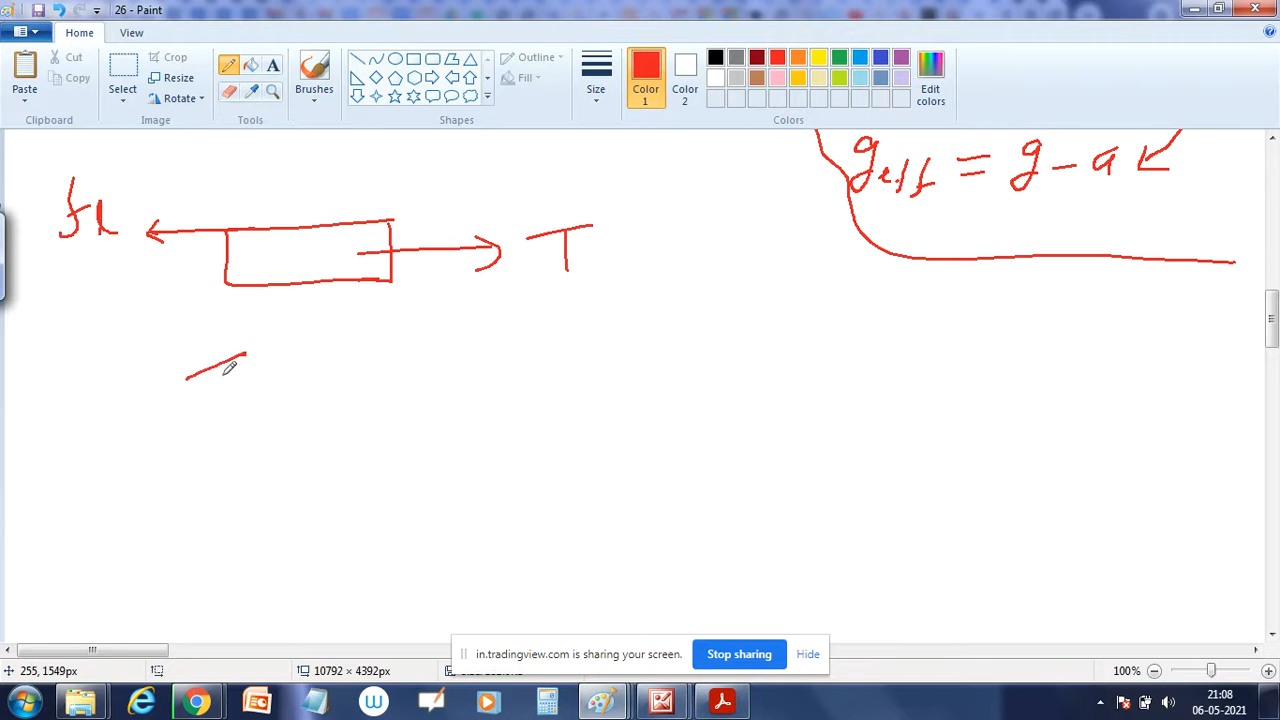 26 - Paint
Home
View
Paste
Cut
Copy
Clipboard
Select
Crop
Resize
Rotate
Image
Tools
Brushes
Shapes
Outline
Fill
Size
Color
1
Color
2
Edit
colors
Colors
g_eff = g - a
T
in.tradingview.com is sharing your screen.
Stop sharing
Hide
255, 1549px
10792 × 4392px
100%
21:08
06-05-2021